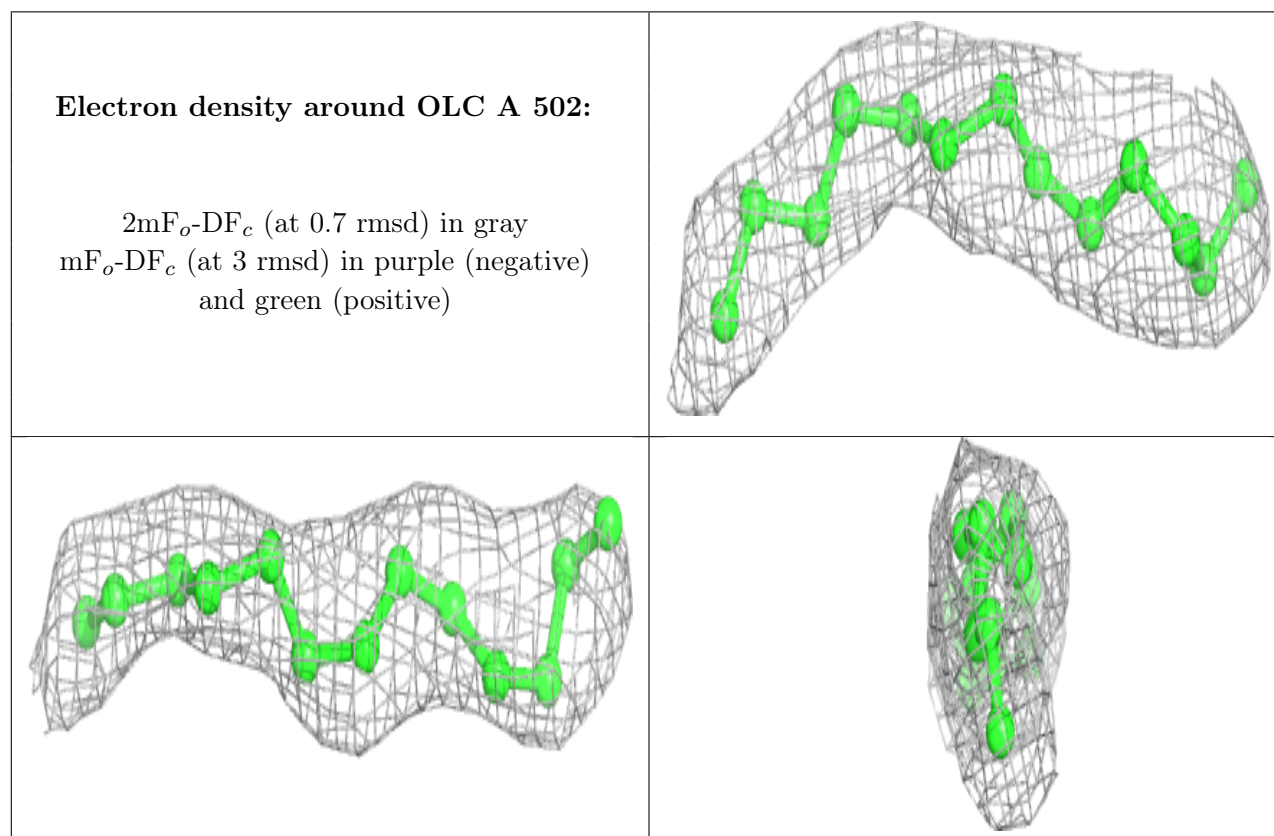 Electron density around OLC A 502:
2mFₒ-DF𝒸 (at 0.7 rmsd) in gray
mFₒ-DF𝒸 (at 3 rmsd) in purple (negative)
and green (positive)